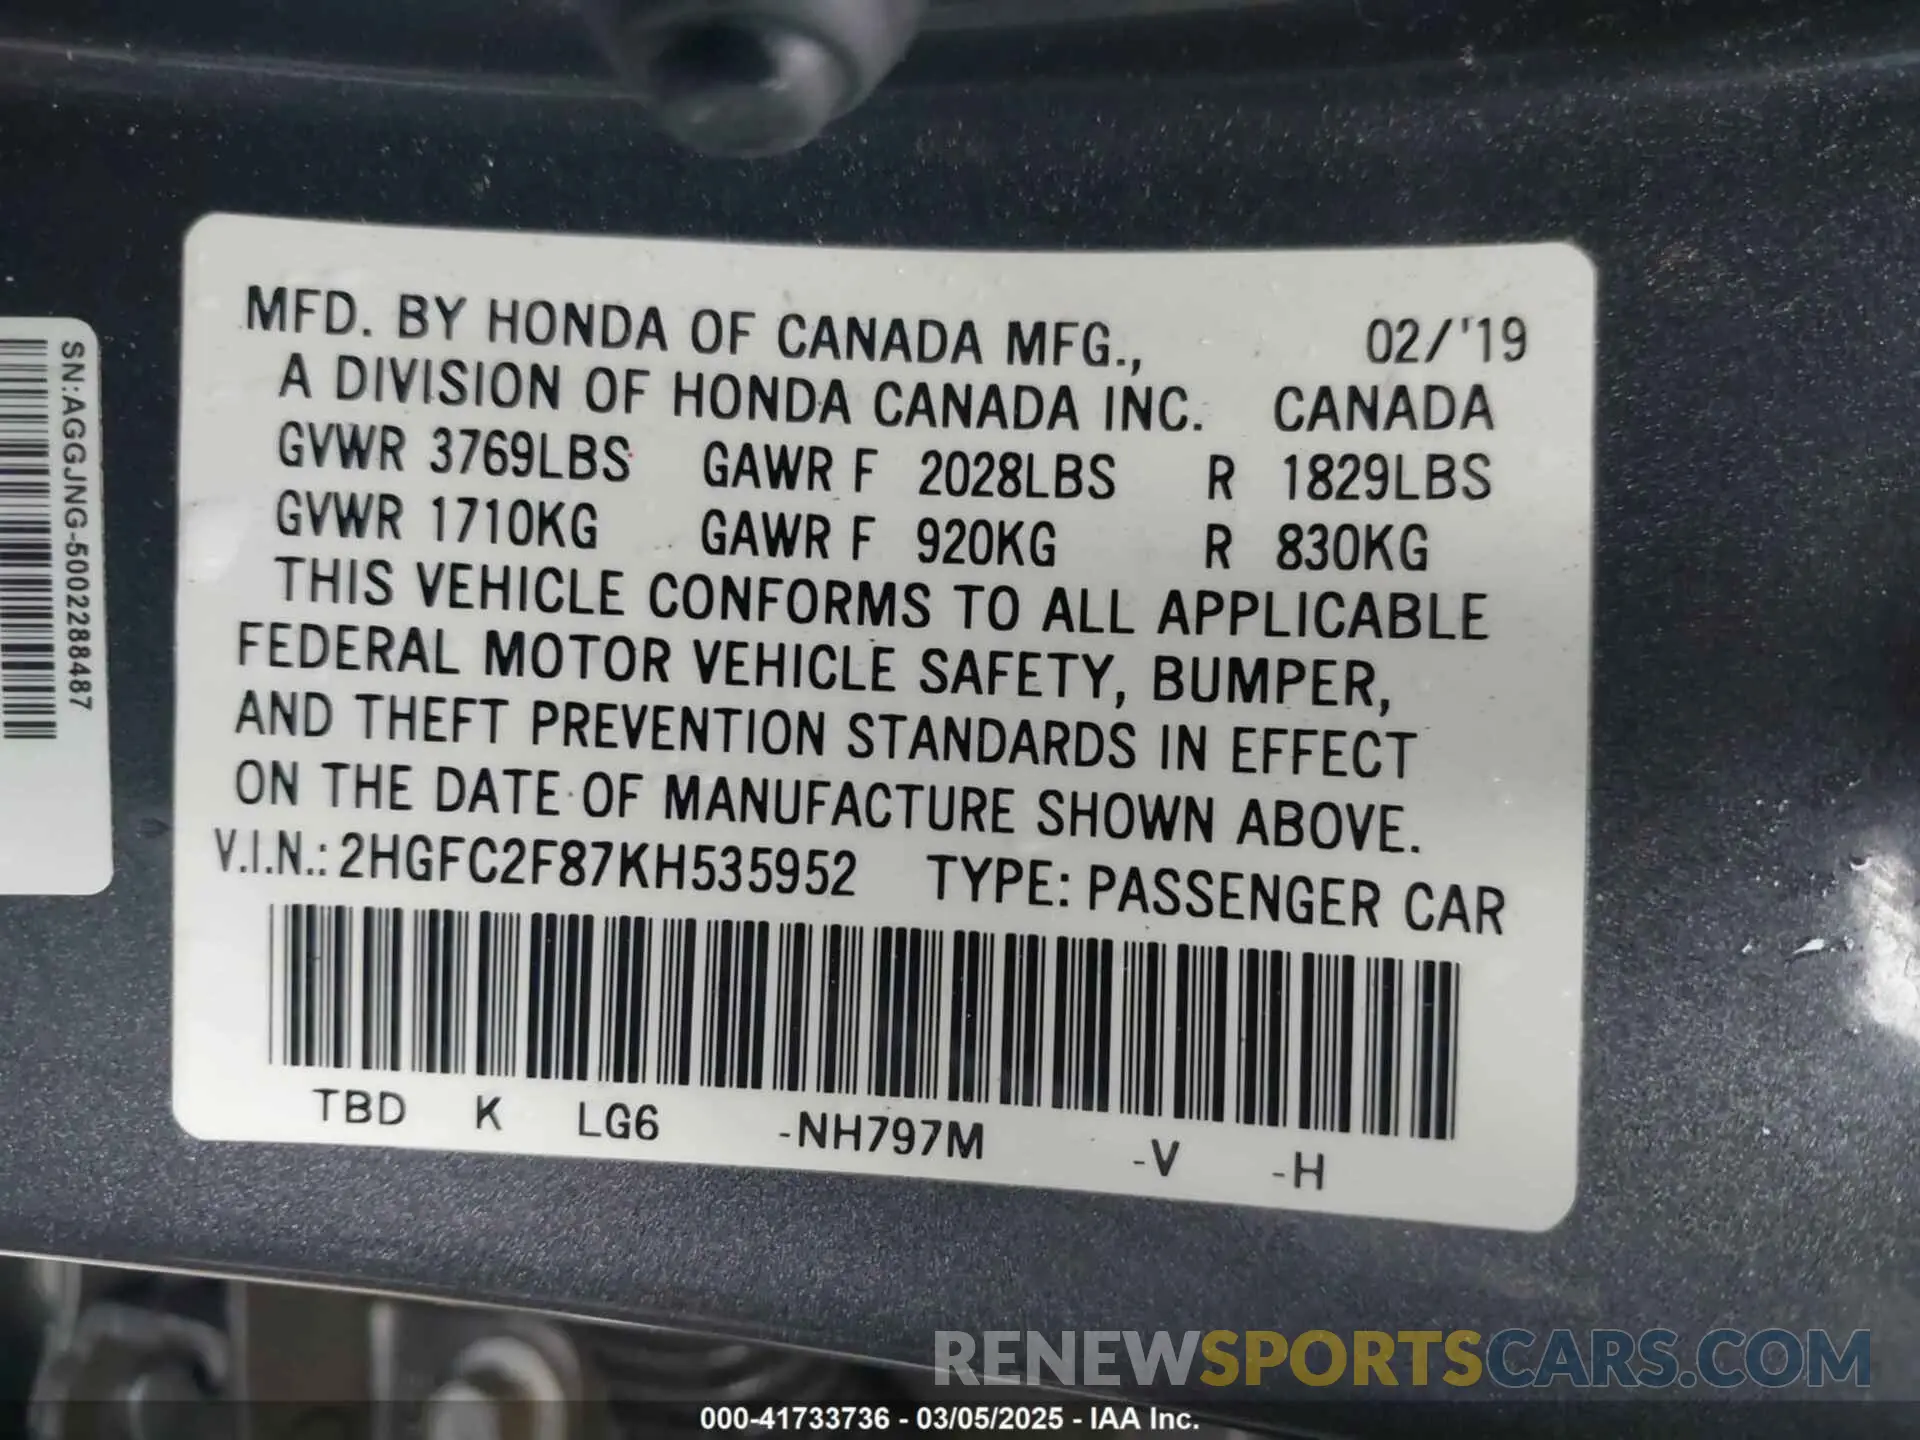 MFD. BY HONDA OF CANADA MFG., 02/'19
A DIVISION OF HONDA CANADA INC. CANADA
GVWR 3769LBS GAWR F 2028LBS R 1829LBS
GVWR 1710KG GAWR F 920KG R 830KG
THIS VEHICLE CONFORMS TO ALL APPLICABLE
FEDERAL MOTOR VEHICLE SAFETY, BUMPER,
AND THEFT PREVENTION STANDARDS IN EFFECT
ON THE DATE OF MANUFACTURE SHOWN ABOVE.
V.I.N.: 2HGFC2F87KH535952 TYPE: PASSENGER CAR
TBD K LG6 -NH797M -V -H
SN:AGGJNG-5002288487
RENEWSPORTSCARS.COM
000-41733736 - 03/05/2025 - IAA Inc.